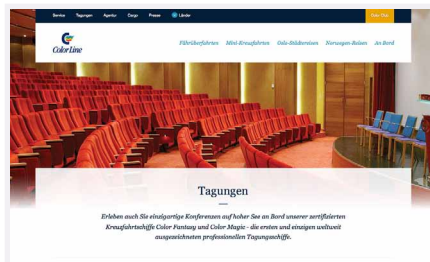 Service Tagungen Agentur Cargo Presse Länder
Color Line
Fähtüberfahrten Mini-Kreuzfahrten Oslo-Städtereisen Norwegen-Reisen An Bord
Tagungen
Erleben auch Sie einzigartige Konferenzen auf hoher See an Bord unserer zertifizierten
Kreuzfahrtschiffe Color Fantasy und Color Magic – die ersten und einzigen weltweit
ausgezeichneten professionellen Tagungsschiffe.